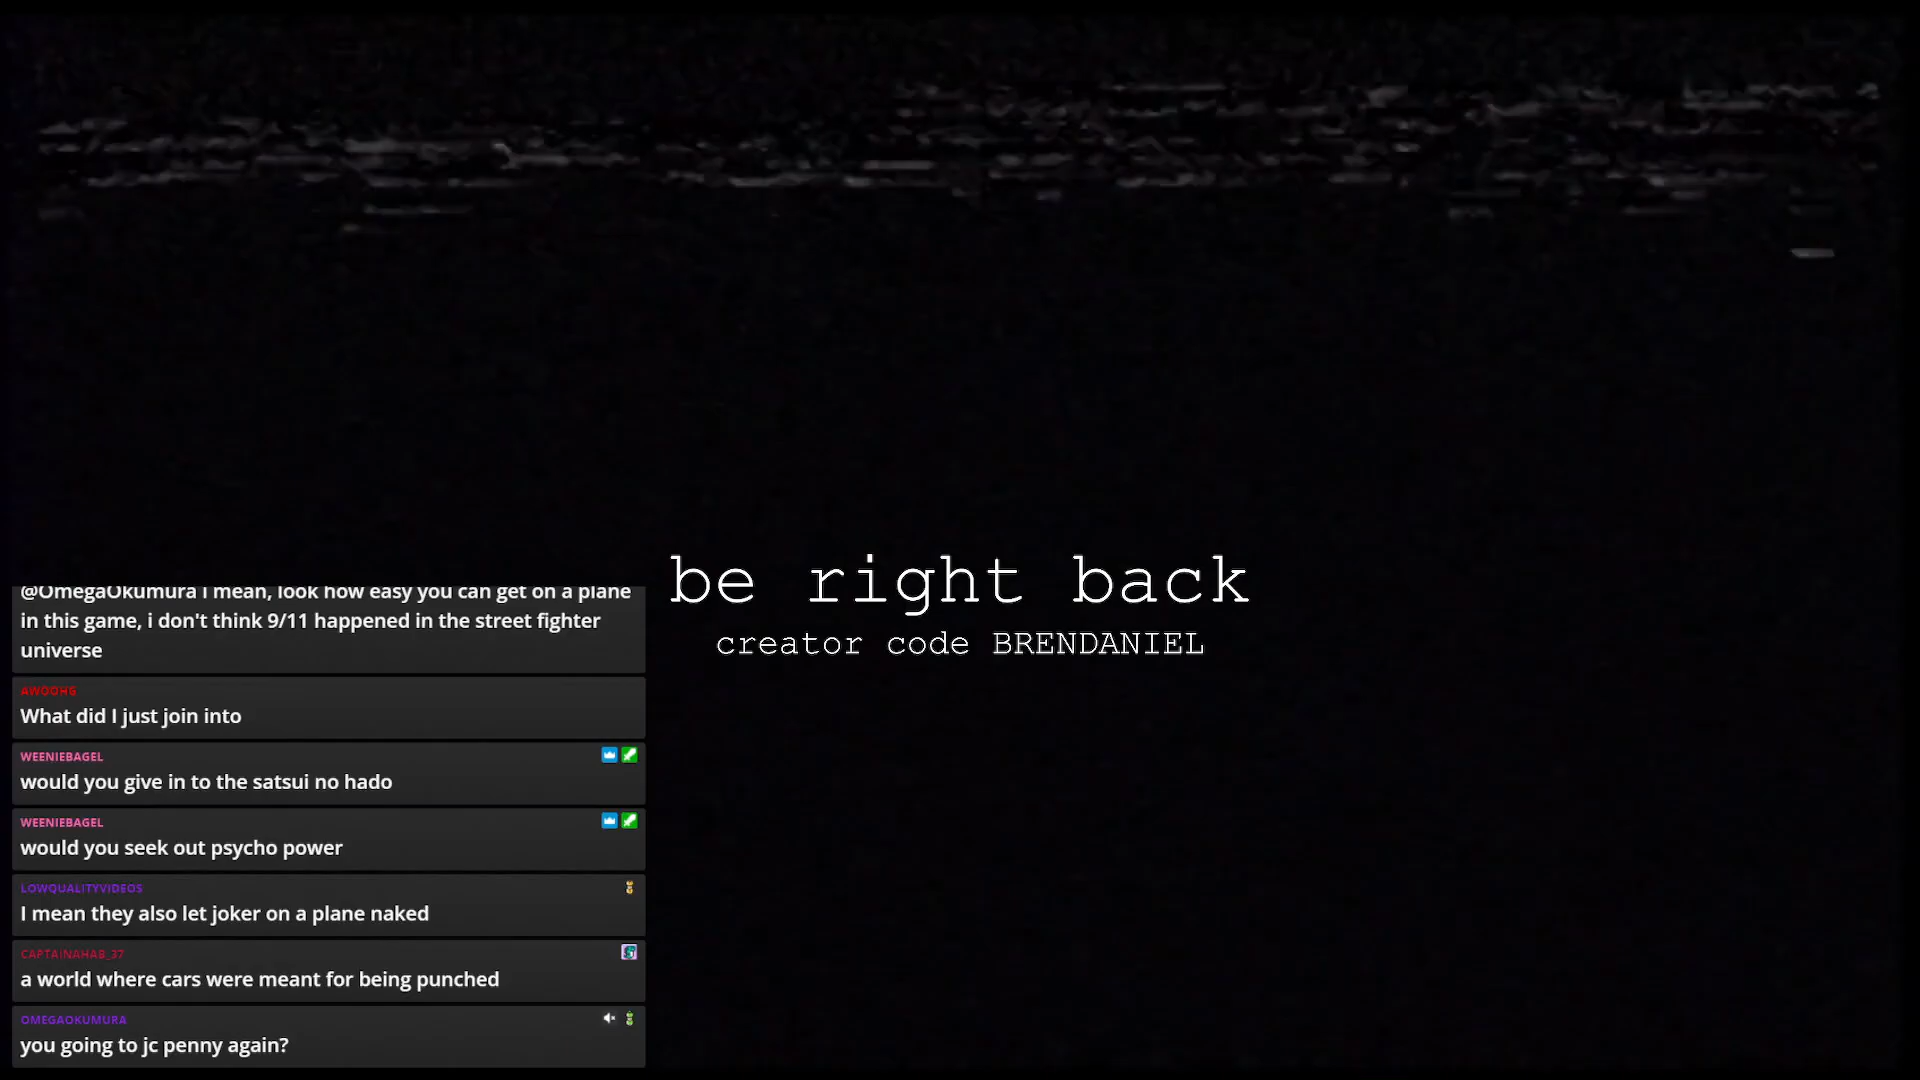 @OmegaOkumura i mean, look how easy you can get on a plane
in this game, i don't think 9/11 happened in the street fighter
universe
AWOOHG
What did I just join into
WEENIEBAGEL
would you give in to the satsui no hado
WEENIEBAGEL
would you seek out psycho power
LOWQUALITYVIDEOS
I mean they also let joker on a plane naked
CAPTAINAHAB_37
a world where cars were meant for being punched
OMEGAOKUMURA
you going to jc penny again?
be right back
creator code BRENDANIEL